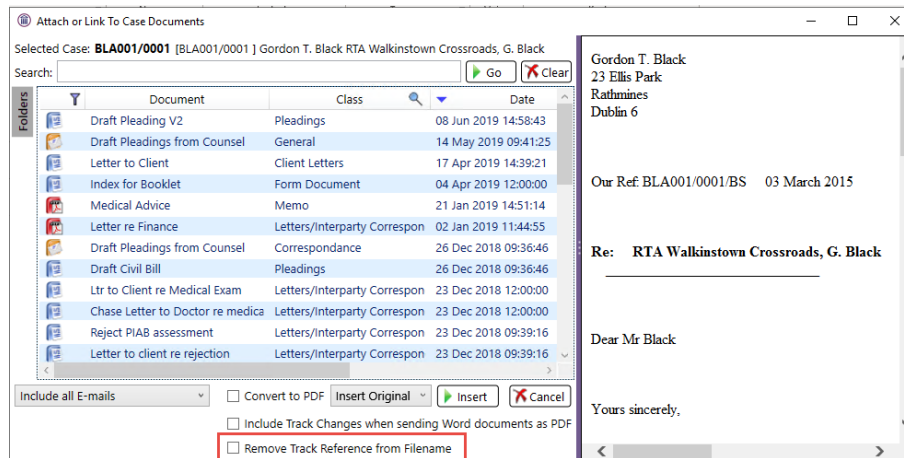 Attach or Link To Case Documents
Selected Case: BLA001/0001 [BLA001/0001 ] Gordon T. Black RTA Walkinstown Crossroads, G. Black
Search: Go Clear
Folders
Document Class Date
Draft Pleading V2 Pleadings 08 Jun 2019 14:58:43
Draft Pleadings from Counsel General 14 May 2019 09:41:25
Letter to Client Client Letters 17 Apr 2019 14:39:21
Index for Booklet Form Document 04 Apr 2019 12:00:00
Medical Advice Memo 21 Jan 2019 14:51:14
Letter re Finance Letters/Interparty Correspon 02 Jan 2019 11:44:55
Draft Pleadings from Counsel Correspondance 26 Dec 2018 09:36:46
Draft Civil Bill Pleadings 26 Dec 2018 09:36:46
Ltr to Client re Medical Exam Letters/Interparty Correspon 23 Dec 2018 12:00:00
Chase Letter to Doctor re medica Letters/Interparty Correspon 23 Dec 2018 12:00:00
Reject PIAB assessment Letters/Interparty Correspon 23 Dec 2018 09:39:16
Letter to client re rejection Letters/Interparty Correspon 23 Dec 2018 09:39:16
Include all E-mails Convert to PDF Insert Original Insert Cancel
Include Track Changes when sending Word documents as PDF
Remove Track Reference from Filename
Gordon T. Black
23 Ellis Park
Rathmines
Dublin 6
Our Ref: BLA001/0001/BS 03 March 2015
Re: RTA Walkinstown Crossroads, G. Black
Dear Mr Black
Yours sincerely,